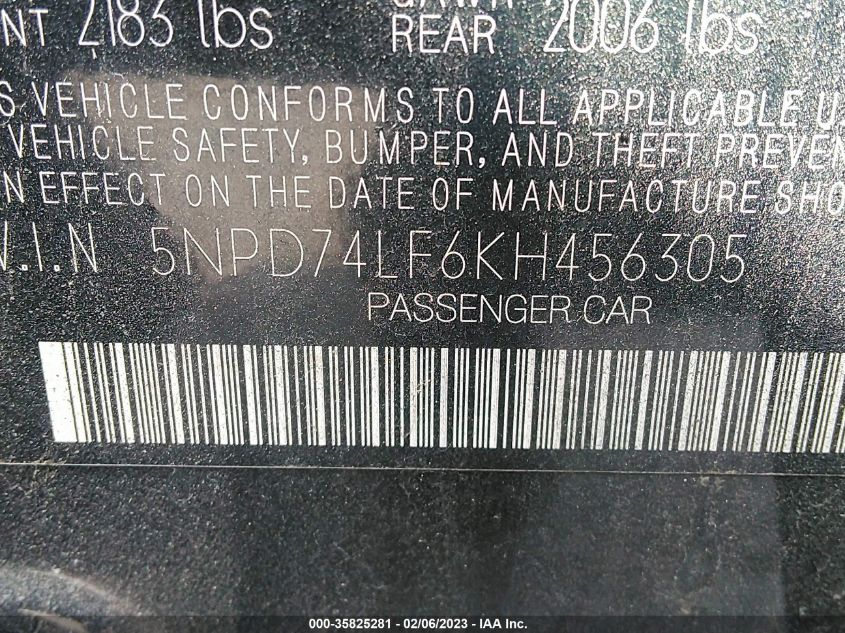 NT 2183 lbs REAR 2006 lbs
S VEHICLE CONFORMS TO ALL APPLICABLE U
VEHICLE SAFETY, BUMPER, AND THEFT PREVEN
N EFFECT ON THE DATE OF MANUFACTURE SHO
V.I.N 5NPD74LF6KH456305
PASSENGER CAR
000-35825281 - 02/06/2023 - IAA Inc.